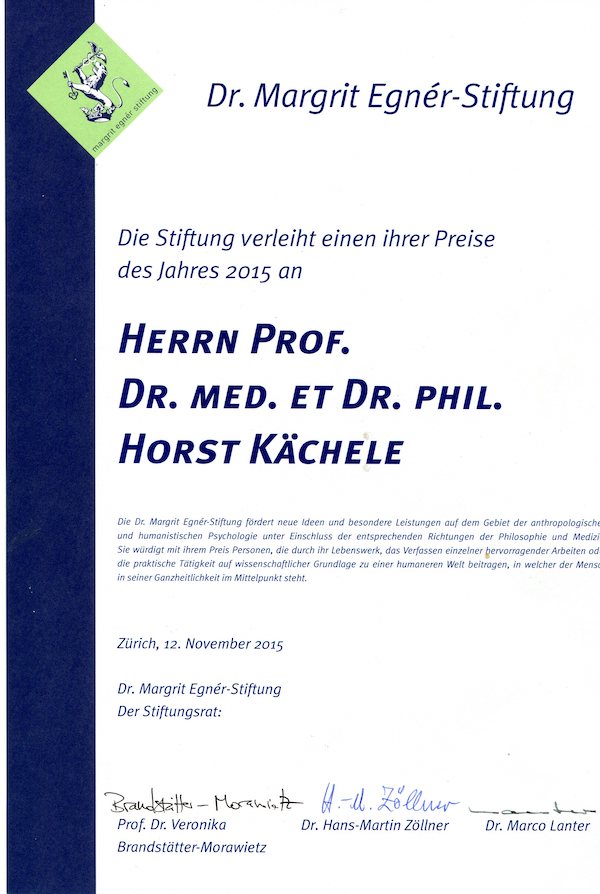 margrit egnér stiftung
Dr. Margrit Egnér-Stiftung
Die Stiftung verleiht einen ihrer Preise
des Jahres 2015 an
HERRN PROF.
DR. MED. ET DR. PHIL.
HORST KÄCHELE
Die Dr. Margrit Egnér-Stiftung fördert neue Ideen und besondere Leistungen auf dem Gebiet der anthropologische
und humanistischen Psychologie unter Einschluss der entsprechenden Richtungen der Philosophie und Medizi
Sie würdigt mit ihrem Preis Personen, die durch ihr Lebenswerk, das Verfassen einzelner hervorragender Arbeiten od
die praktische Tätigkeit auf wissenschaftlicher Grundlage zu einer humaneren Welt beitragen, in welcher der Mensc
in seiner Ganzheitlichkeit im Mittelpunkt steht.
Zürich, 12. November 2015
Dr. Margrit Egnér-Stiftung
Der Stiftungsrat:
Brandstätter-Morawietz H.-M. Zöllner Lanter
Prof. Dr. Veronika Dr. Hans-Martin Zöllner Dr. Marco Lanter
Brandstätter-Morawietz